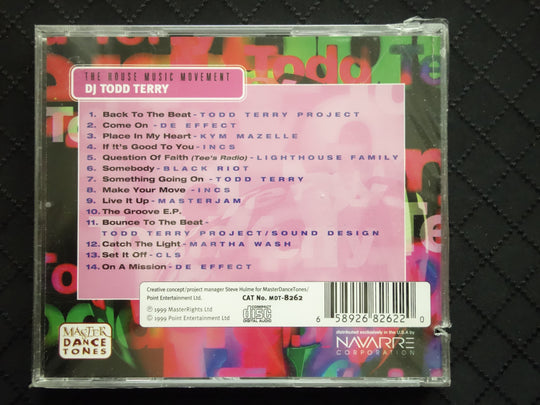 THE HOUSE MUSIC MOVEMENT
DJ TODD TERRY
1. Back To The Beat - TODD TERRY PROJECT
2. Come On - DE EFFECT
3. Place in My Heart - KYM MAZELLE
4. If It's Good To You - INCS
5. Question Of Faith (Tee's Radio) - LIGHTHOUSE FAMILY
6. Somebody - BLACK RIOT
7. Something Going On - TODD TERRY
8. Make Your Move - INCS
9. Live It Up - MASTERJAM
10. The Groove E.P.
11. Bounce To The Beat -
TODD TERRY PROJECT/SOUND DESIGN
12. Catch The Light - MARTHA WASH
13. Set It Off - CLS
14. On A Mission - DE EFFECT
Creative concept/project manager Steve Hulme for MasterDanceTones/
Point Entertainment Ltd.
CAT No. MDT-8262
℗ 1999 MasterRights Ltd
© 1999 Point Entertainment Ltd
COMPACT
disc
DIGITAL AUDIO
6 58926 82622 0
MASTER
DANCE
TONES
distributed exclusively in the U.S.A by
NAVARRE
CORPORATION
Todd
To